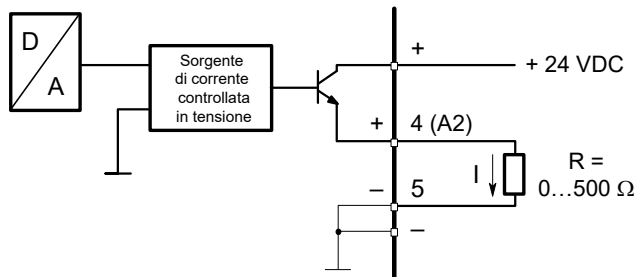 D
A
Sorgente
di corrente
controllata
in tensione
+
+ 24 VDC
+
4 (A2)
I
R =
0…500 Ω
–
5
–